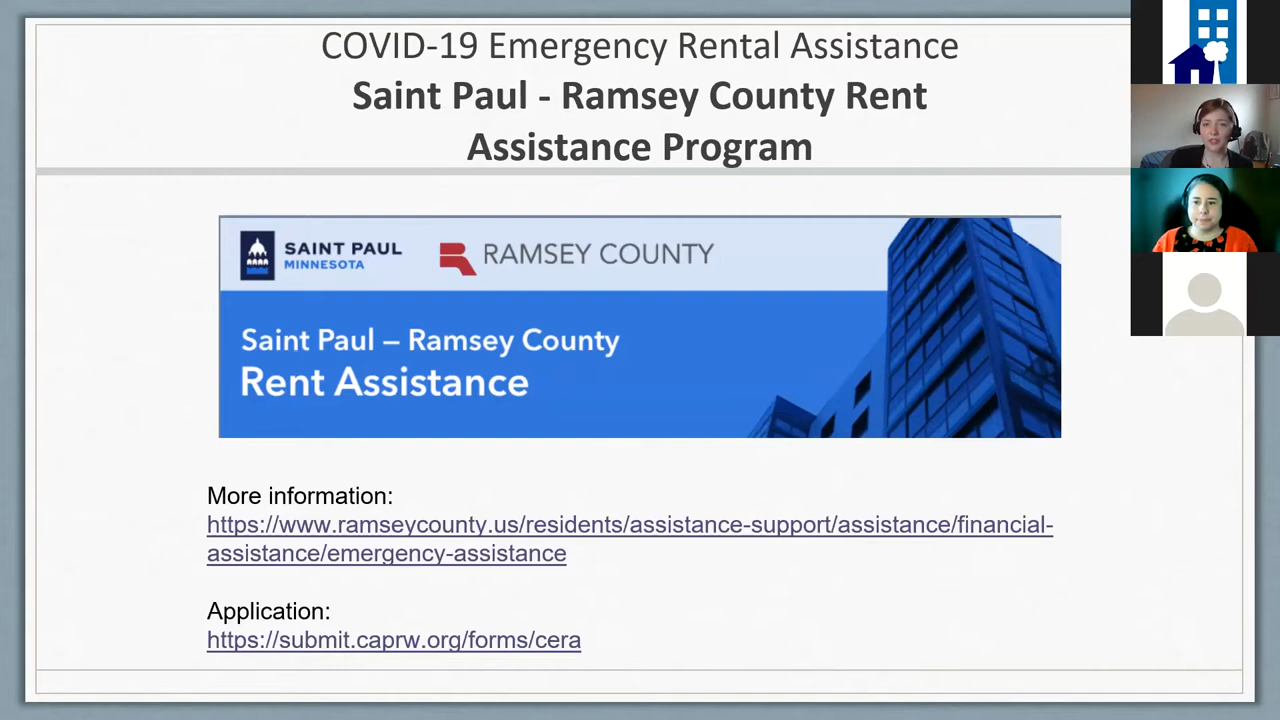 COVID-19 Emergency Rental Assistance
Saint Paul - Ramsey County Rent
Assistance Program
SAINT PAUL
MINNESOTA
RAMSEY COUNTY
Saint Paul – Ramsey County
Rent Assistance
More information:
https://www.ramseycounty.us/residents/assistance-support/assistance/financial-
assistance/emergency-assistance
Application:
https://submit.caprw.org/forms/cera